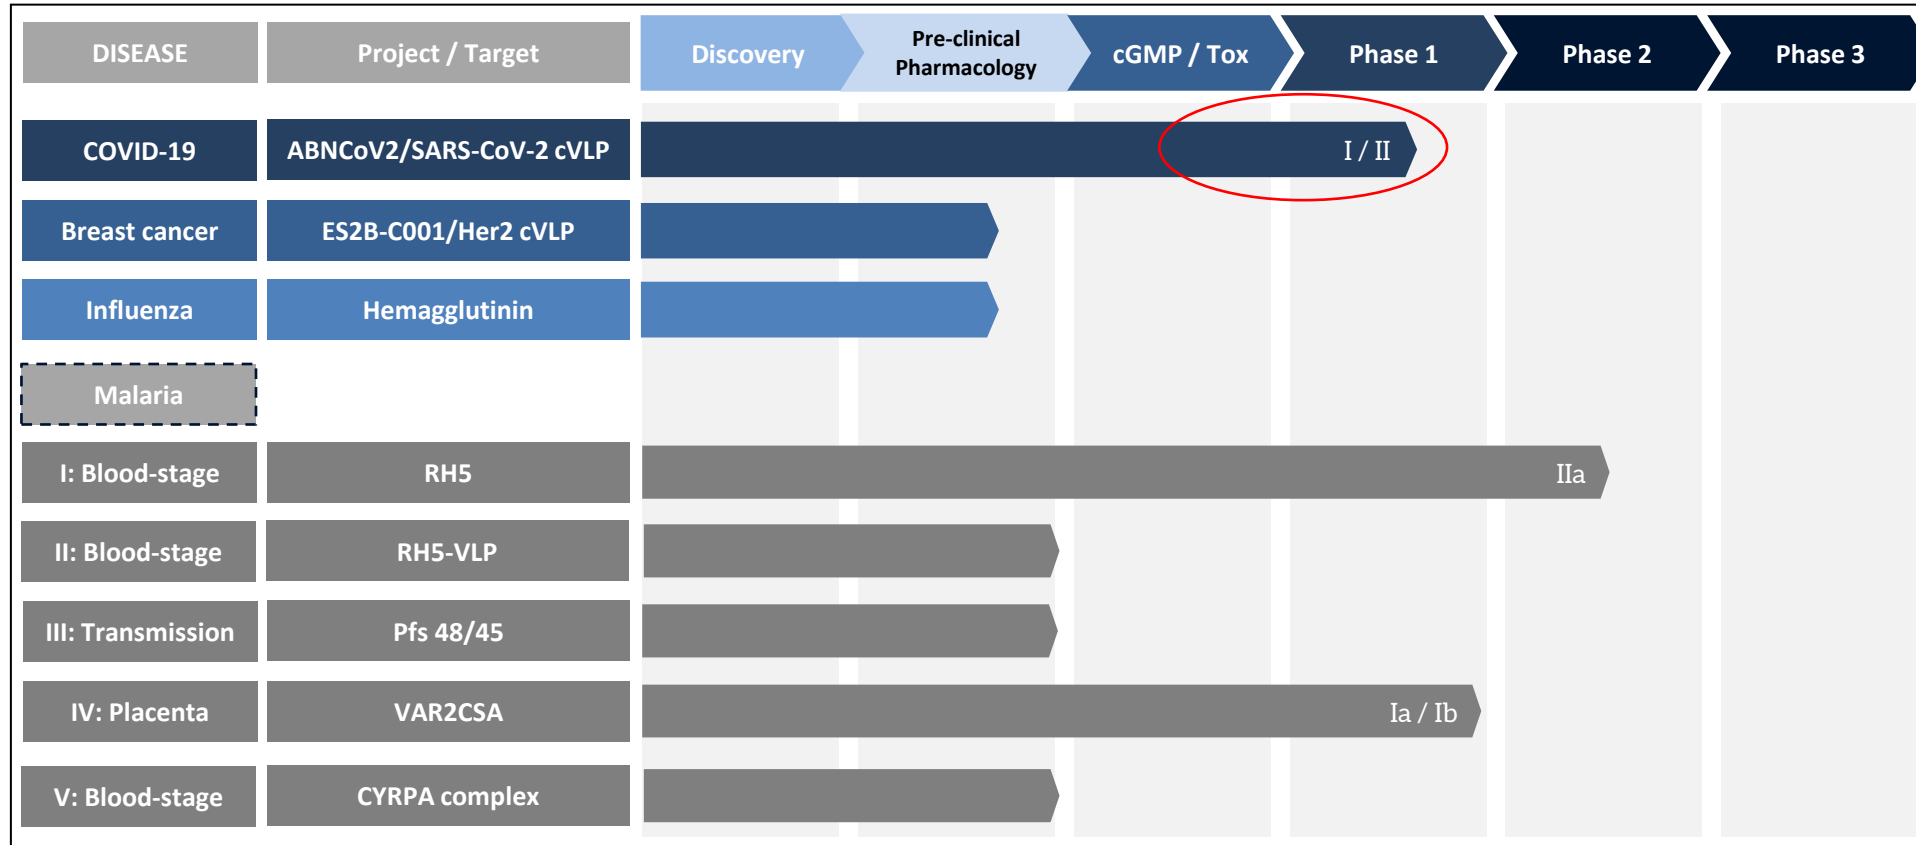 DISEASE
Project / Target
Discovery
Pre-clinical
Pharmacology
cGMP / Tox
Phase 1
Phase 2
Phase 3
COVID-19
ABNCoV2/SARS-CoV-2 cVLP
I / II
Breast cancer
ES2B-C001/Her2 cVLP
Influenza
Hemagglutinin
Malaria
I: Blood-stage
RH5
IIa
II: Blood-stage
RH5-VLP
III: Transmission
Pfs 48/45
IV: Placenta
VAR2CSA
Ia / Ib
V: Blood-stage
CYRPA complex